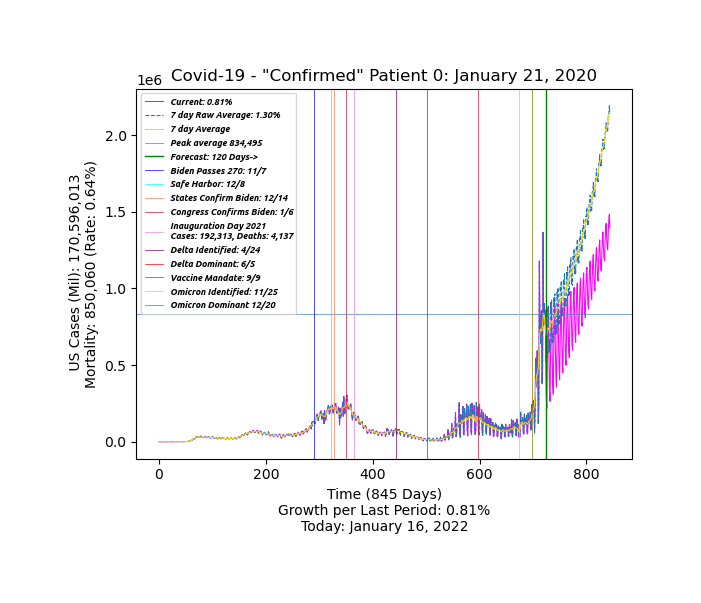 Covid-19 - "Confirmed" Patient 0: January 21, 2020
1e6
Current: 0.81%
7 day Raw Average: 1.30%
7 day Average
Peak average 834,495
Forecast: 120 Days->
Biden Passes 270: 11/7
Safe Harbor: 12/8
States Confirm Biden: 12/14
Congress Confirms Biden: 1/6
Inauguration Day 2021
Cases: 192,313, Deaths: 4,137
Delta Identified: 4/24
Delta Dominant: 6/5
Vaccine Mandate: 9/9
Omicron Identified: 11/25
Omicron Dominant 12/20
US Cases (Mil): 170,596,013
Mortality: 850,060 (Rate: 0.64%)
2.0
1.5
1.0
0.5
0.0
0 200 400 600 800
Time (845 Days)
Growth per Last Period: 0.81%
Today: January 16, 2022